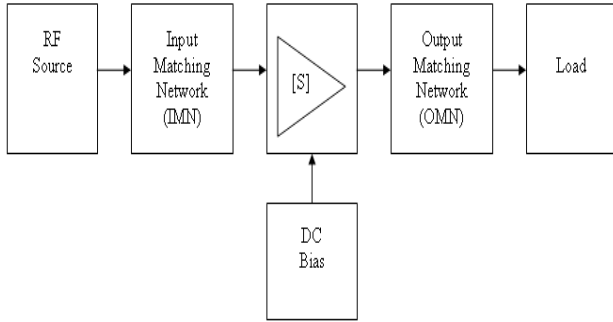 RF
Source
Input
Matching
Network
(IMN)
[S]
Output
Matching
Network
(OMN)
Load
DC
Bias